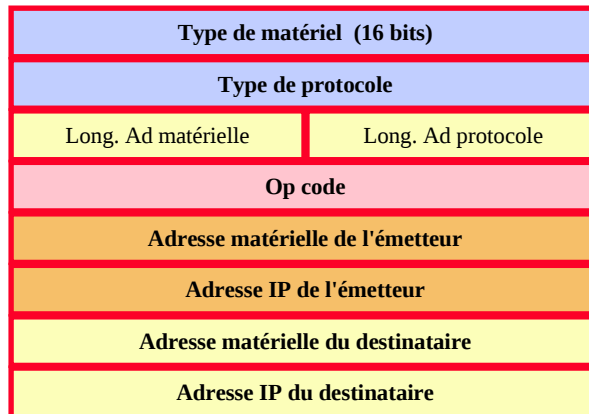 Type de matériel (16 bits)
Type de protocole
Long. Ad matérielle
Long. Ad protocole
Op code
Adresse matérielle de l'émetteur
Adresse IP de l'émetteur
Adresse matérielle du destinataire
Adresse IP du destinataire